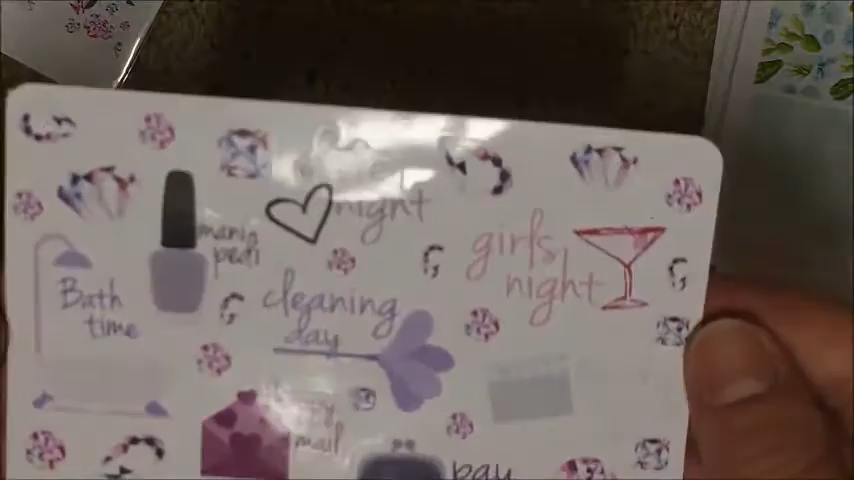 night
mani
pedi
girls
night
Bath
time
cleaning
day
mail
pay